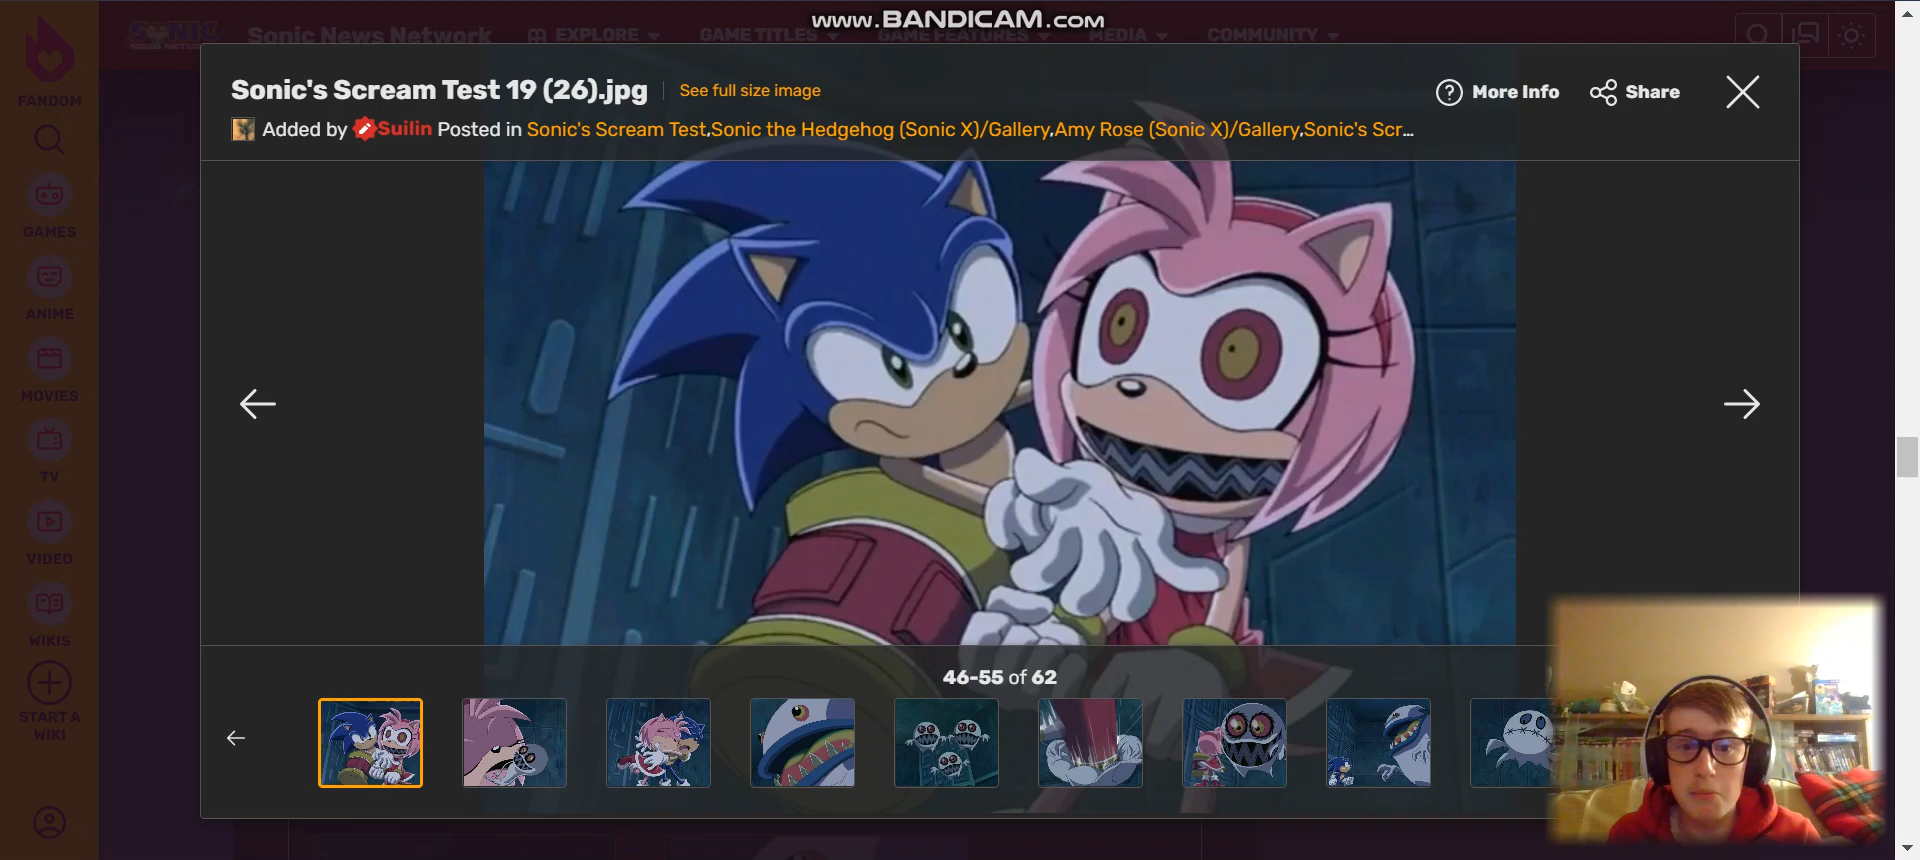 www.BANDICAM.com
SONIC
Sonic News Network
EXPLORE
GAME TITLES
GAME FEATURES
MEDIA
COMMUNITY
Sonic's Scream Test 19 (26).jpg
See full size image
More Info
Share
Added by Suilin Posted in Sonic's Scream Test,Sonic the Hedgehog (Sonic X)/Gallery,Amy Rose (Sonic X)/Gallery,Sonic's Scr...
FANDOM
GAMES
ANIME
MOVIES
TV
VIDEO
WIKIS
START A
WIKI
46-55 of 62